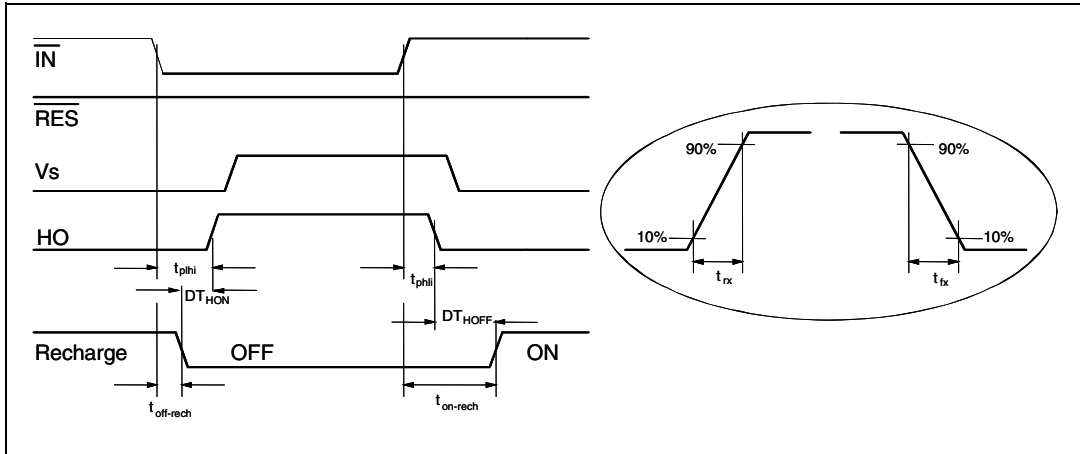 IN
RES
Vs
HO
tplhi
tphli
DTHON
DTHOFF
Recharge
OFF
ON
toff-rech
ton-rech
90%
90%
10%
10%
trx
tfx